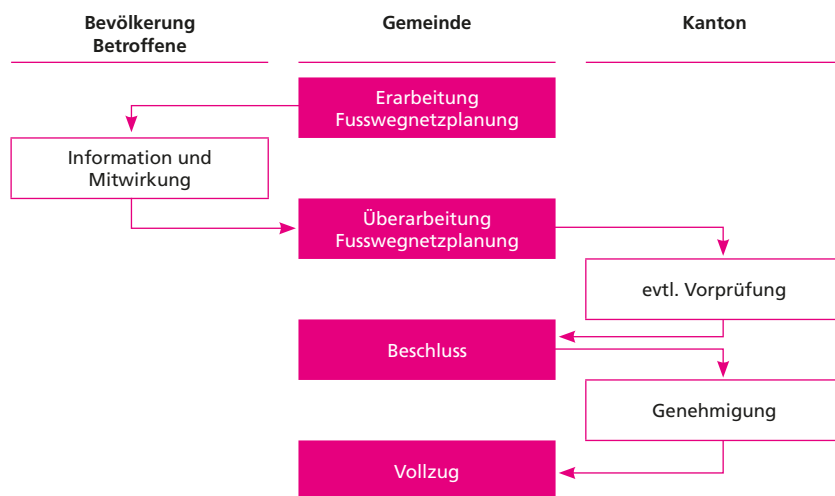 Bevölkerung
Betroffene
Gemeinde
Kanton
Erarbeitung
Fusswegnetzplanung
Information und
Mitwirkung
Überarbeitung
Fusswegnetzplanung
evtl. Vorprüfung
Beschluss
Genehmigung
Vollzug